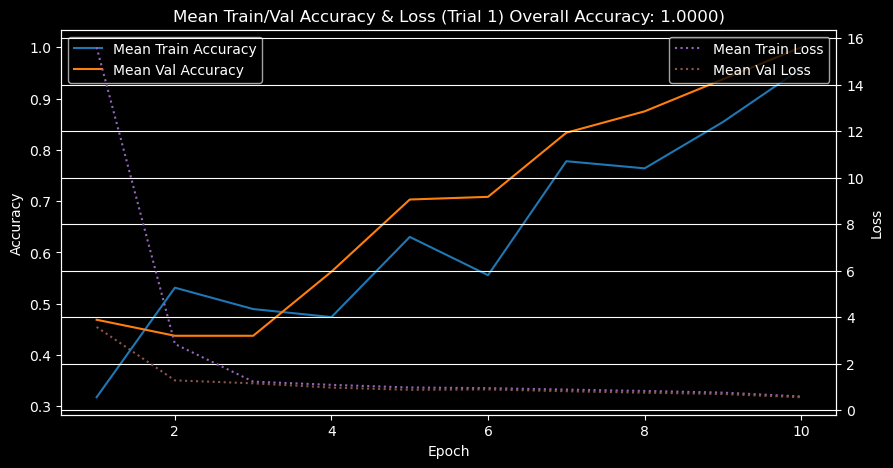 Mean Train/Val Accuracy & Loss (Trial 1) Overall Accuracy: 1.0000)
Mean Train Accuracy
Mean Val Accuracy
Mean Train Loss
Mean Val Loss
1.0
0.9
0.8
0.7
0.6
0.5
0.4
0.3
Accuracy
16
14
12
10
8
6
4
2
0
Loss
2
4
6
8
10
Epoch